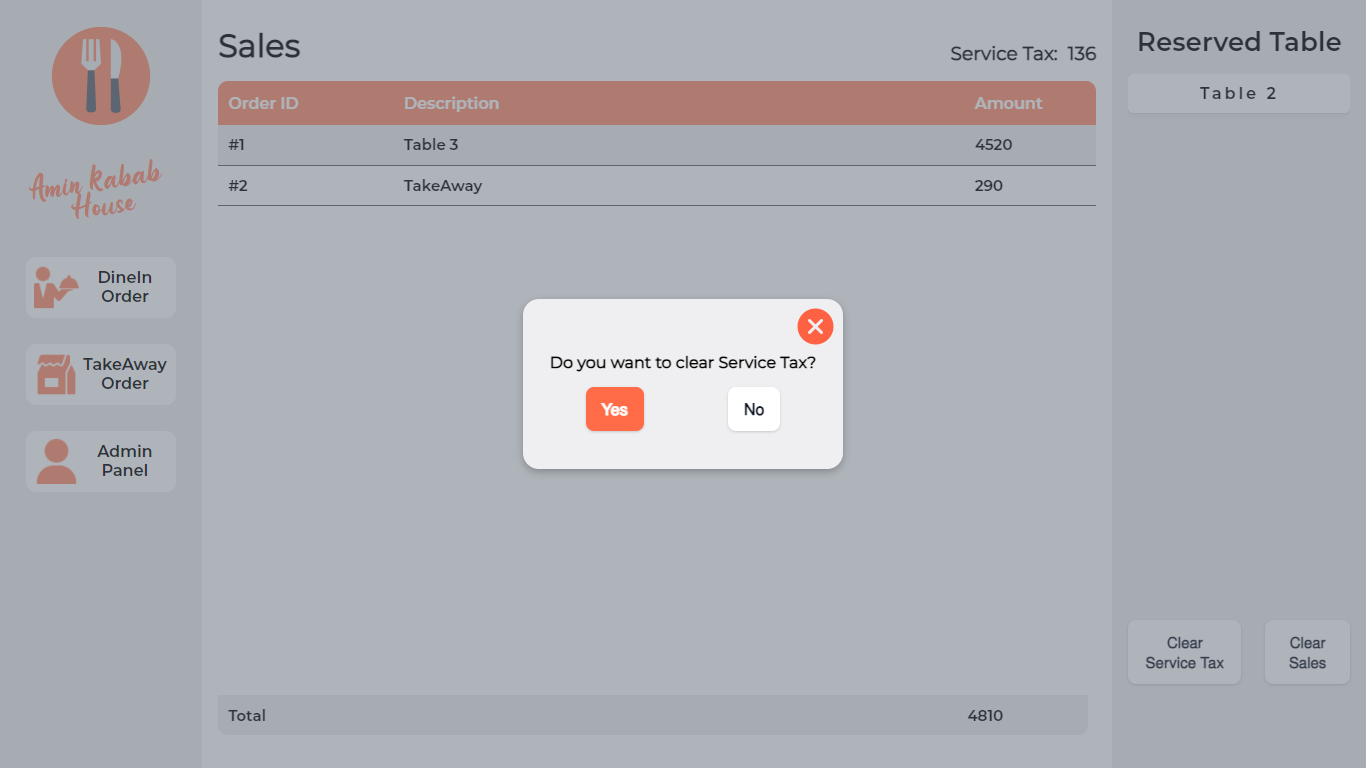 Amin Kabab
House
DineIn
Order
TakeAway
Order
Admin
Panel
Sales
Service Tax: 136
Order ID Description Amount
#1 Table 3 4520
#2 TakeAway 290
Do you want to clear Service Tax?
Yes No
Total 4810
Reserved Table
Table 2
Clear
Service Tax
Clear
Sales